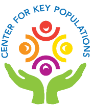 CENTER FOR KEY POPULATIONS